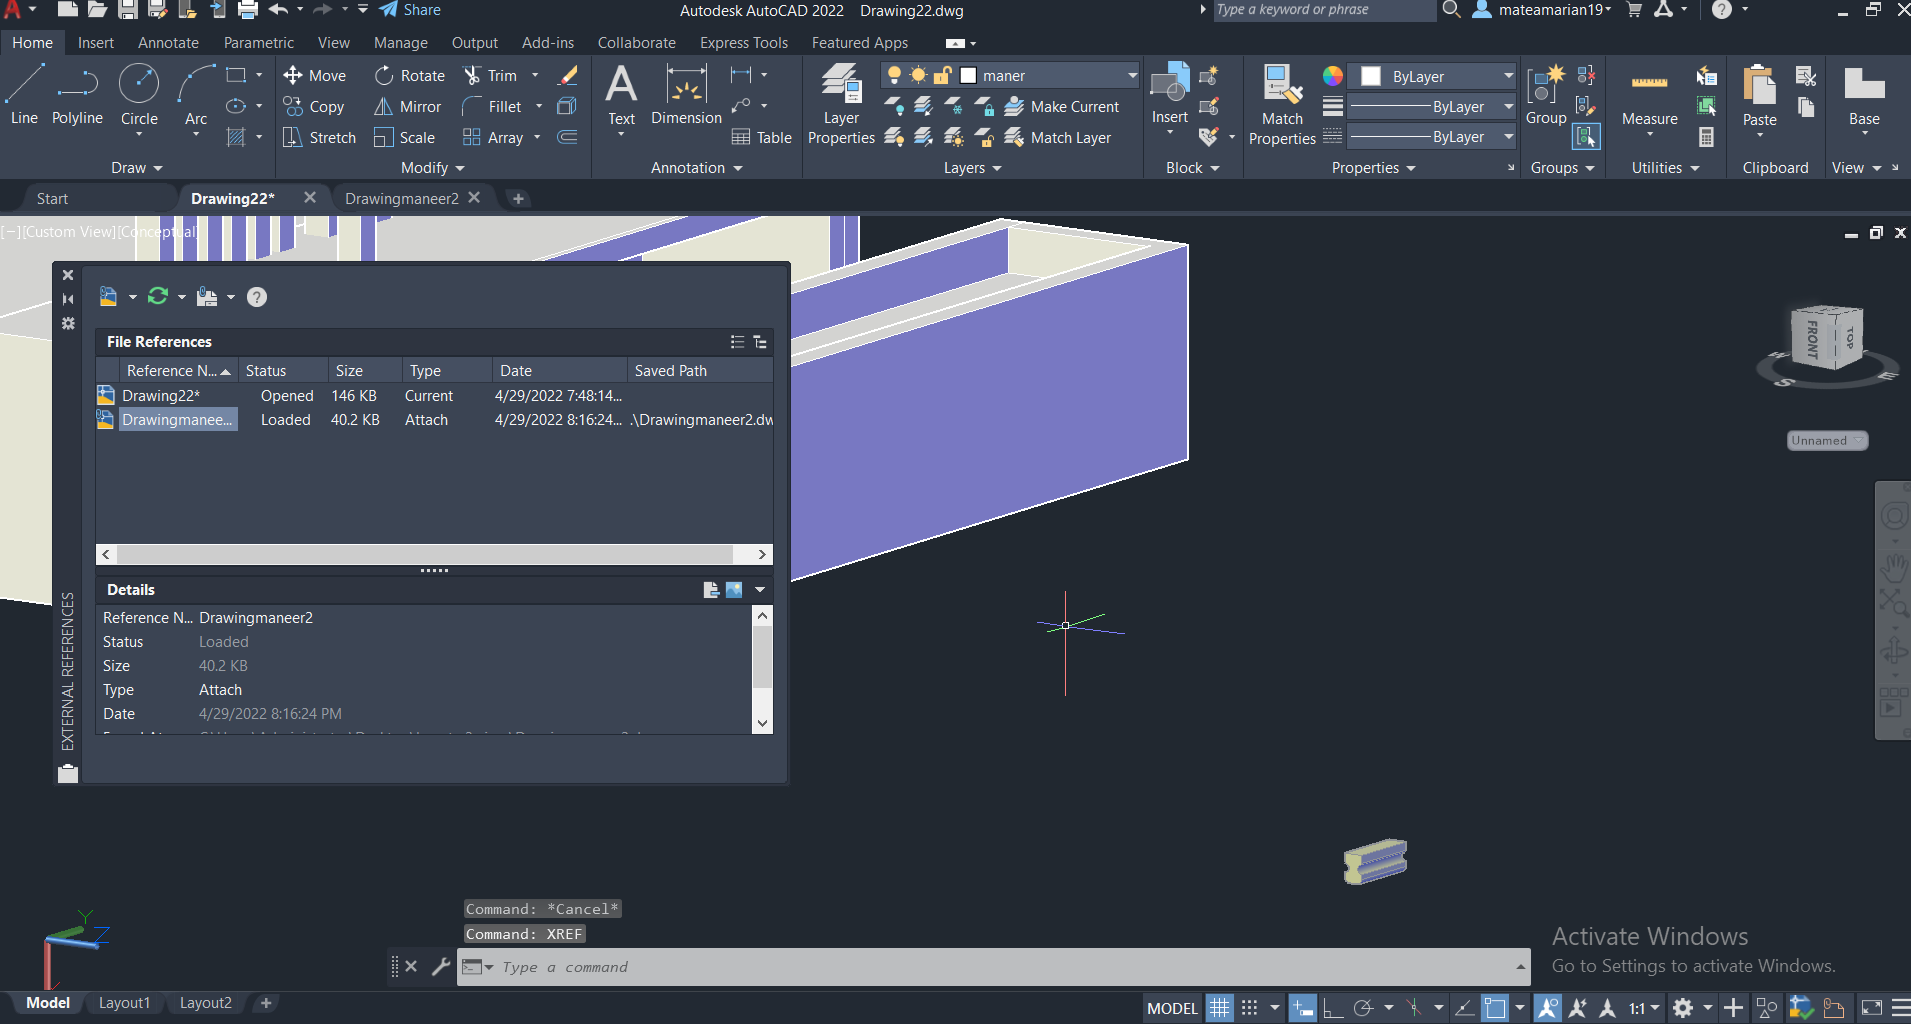 Share
Autodesk AutoCAD 2022 Drawing22.dwg
Type a keyword or phrase
mateamarian19
Home Insert Annotate Parametric View Manage Output Add-ins Collaborate Express Tools Featured Apps
Line Polyline Circle Arc
Draw
Move Rotate Trim
Copy Mirror Fillet
Stretch Scale Array
Modify
Text Dimension Table
Annotation
Layer Properties
maner
Make Current
Match Layer
Layers
Insert
Block
Match Properties
ByLayer
ByLayer
ByLayer
Properties
Group
Groups
Measure
Utilities
Paste
Clipboard
Base
View
Start Drawing22* Drawingmaneer2
[−][Custom View][Conceptual]
File References
Reference N... Status Size Type Date Saved Path
Drawing22* Opened 146 KB Current 4/29/2022 7:48:14...
Drawingmanee... Loaded 40.2 KB Attach 4/29/2022 8:16:24... .\Drawingmaneer2.dw
Details
Reference N... Drawingmaneer2
Status Loaded
Size 40.2 KB
Type Attach
Date 4/29/2022 8:16:24 PM
EXTERNAL REFERENCES
FRONT
TOP
S
E
Unnamed
Y
Z
Command: *Cancel*
Command: XREF
Type a command
Activate Windows
Go to Settings to activate Windows.
Model Layout1 Layout2
MODEL
1:1